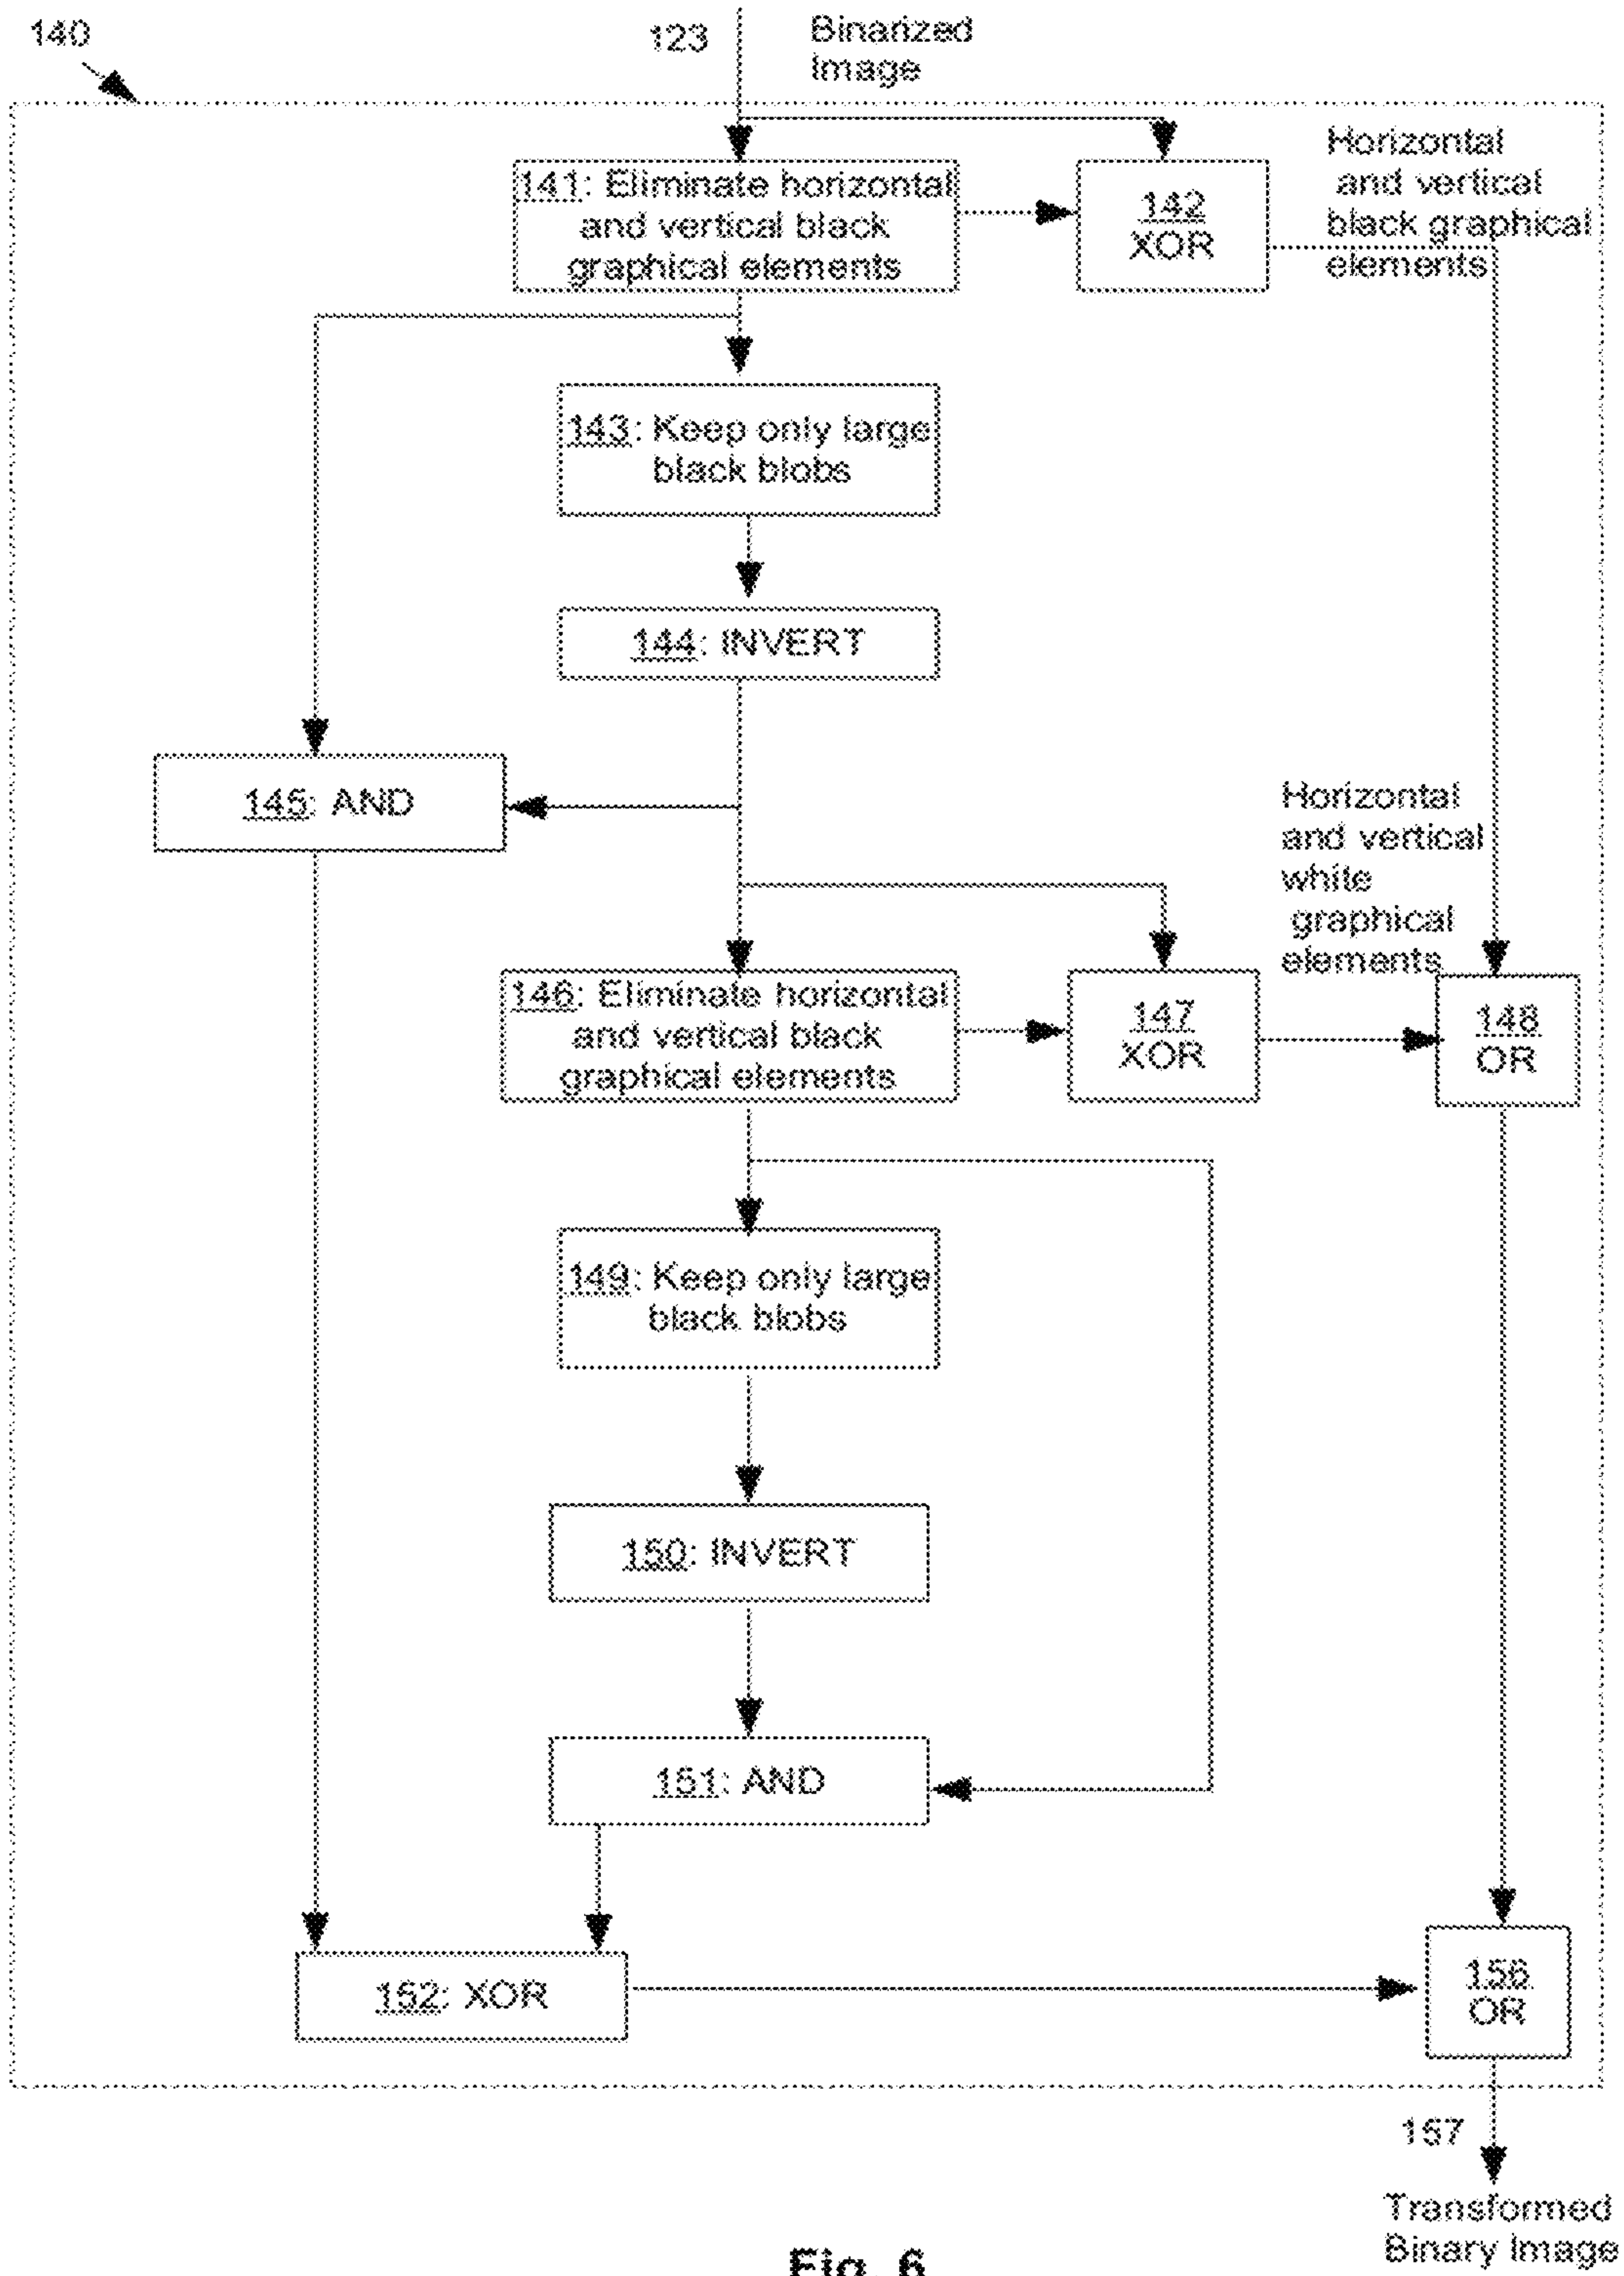 140
123
Binarized
Image
141: Eliminate horizontal
and vertical black
graphical elements
142
XOR
Horizontal
and vertical
black graphical
elements
143: Keep only large
black blobs
144: INVERT
145: AND
Horizontal
and vertical
white
graphical
elements
146: Eliminate horizontal
and vertical black
graphical elements
147
XOR
148
OR
149: Keep only large
black blobs
150: INVERT
151: AND
152: XOR
156
OR
157
Transformed
Binary Image
Fig. 6